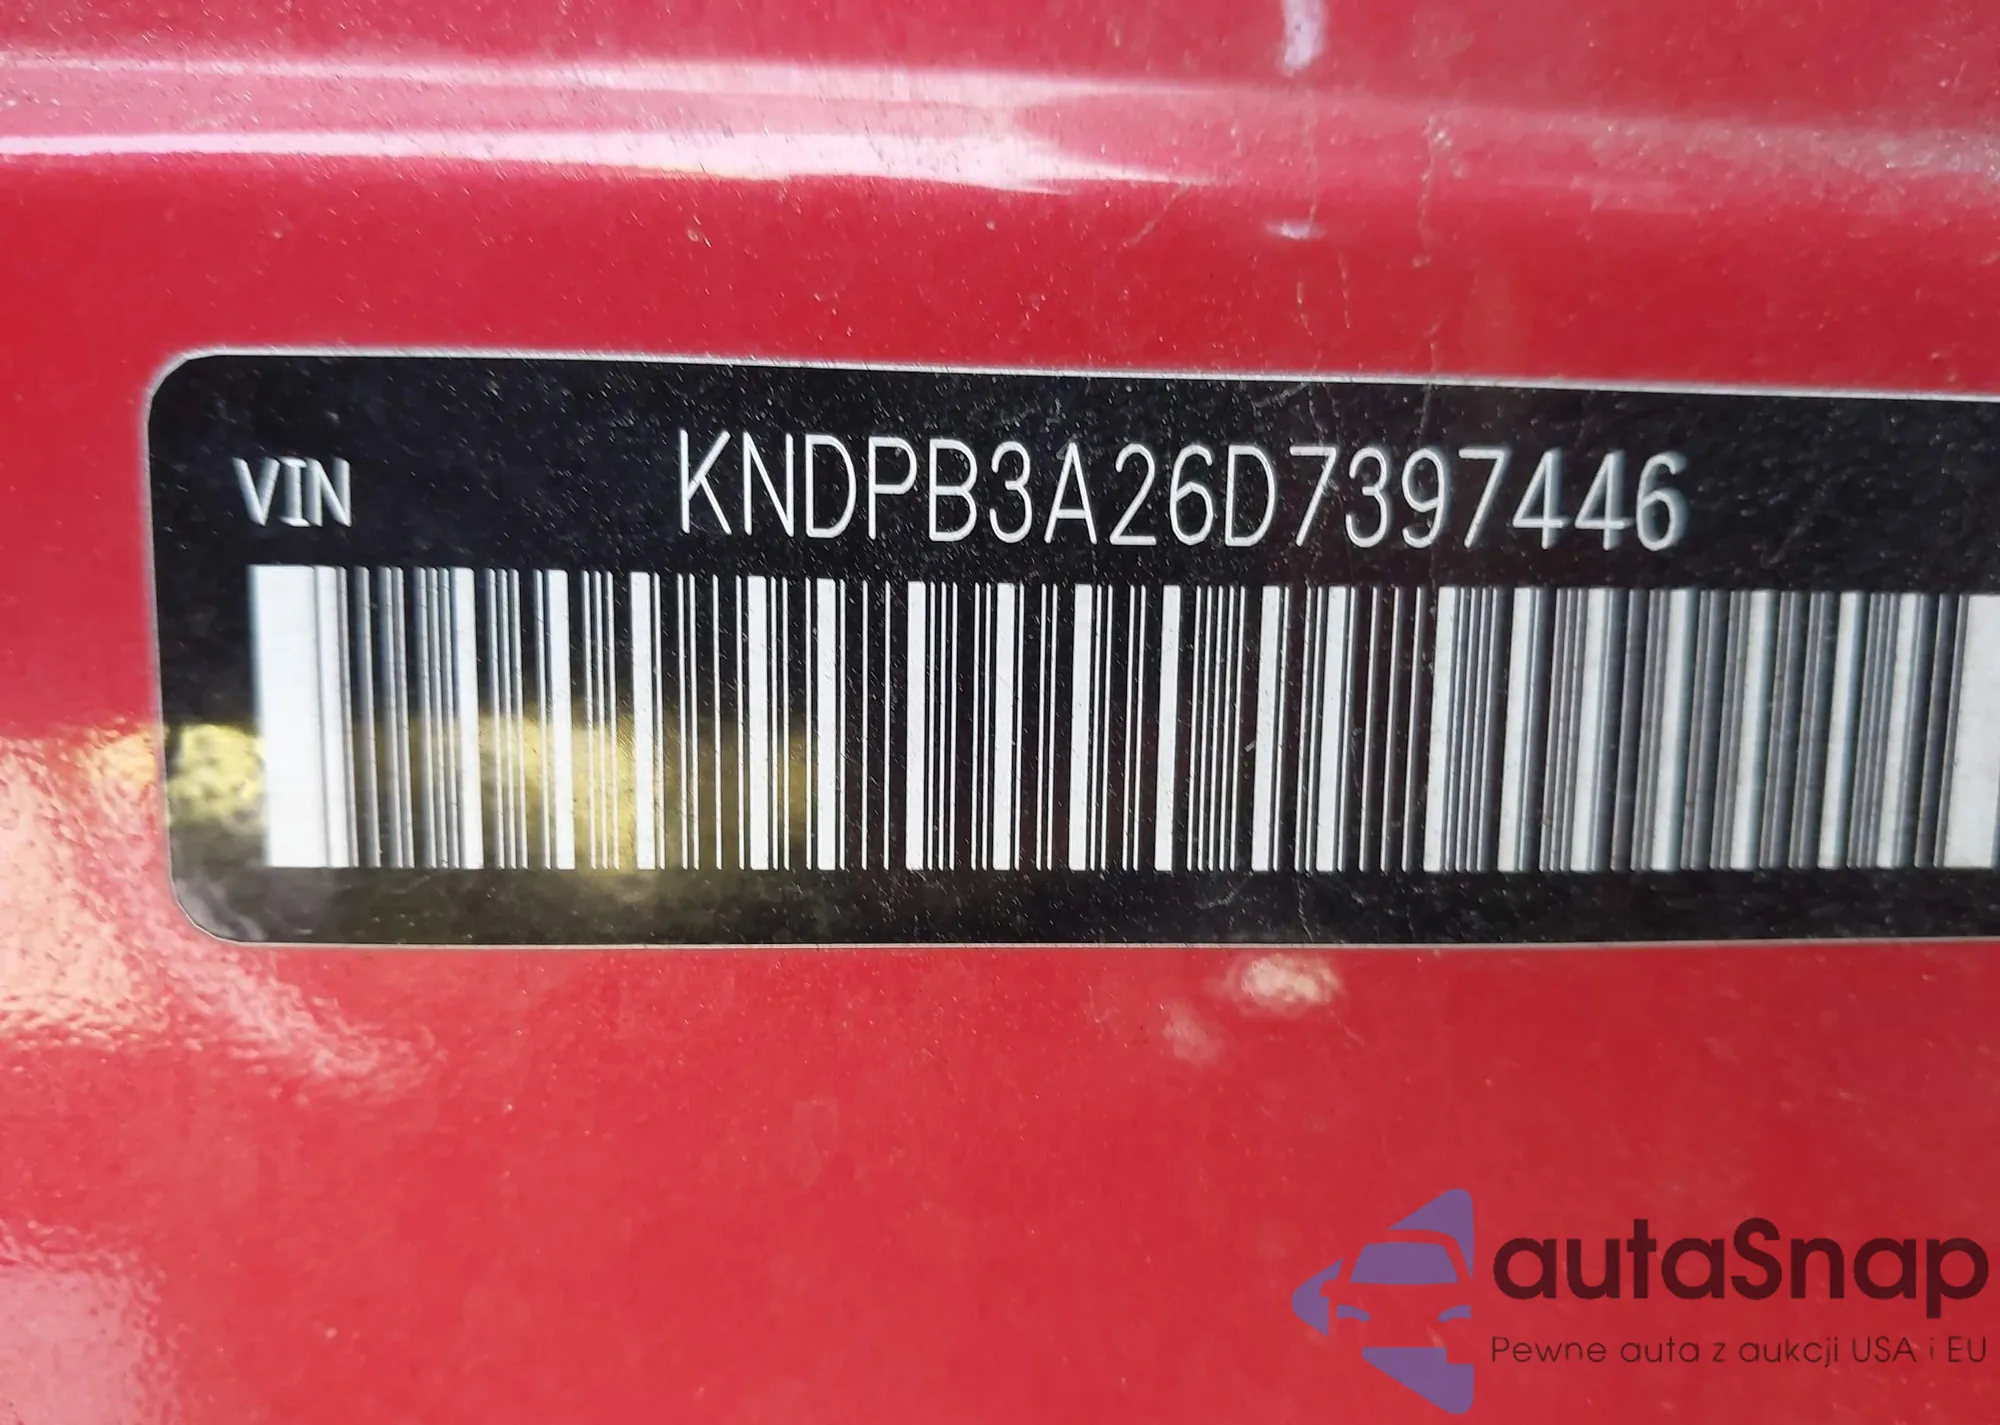 VIN KNDPB3A26D7397446
autaSnap
Pewne auta z aukcji USA i EU